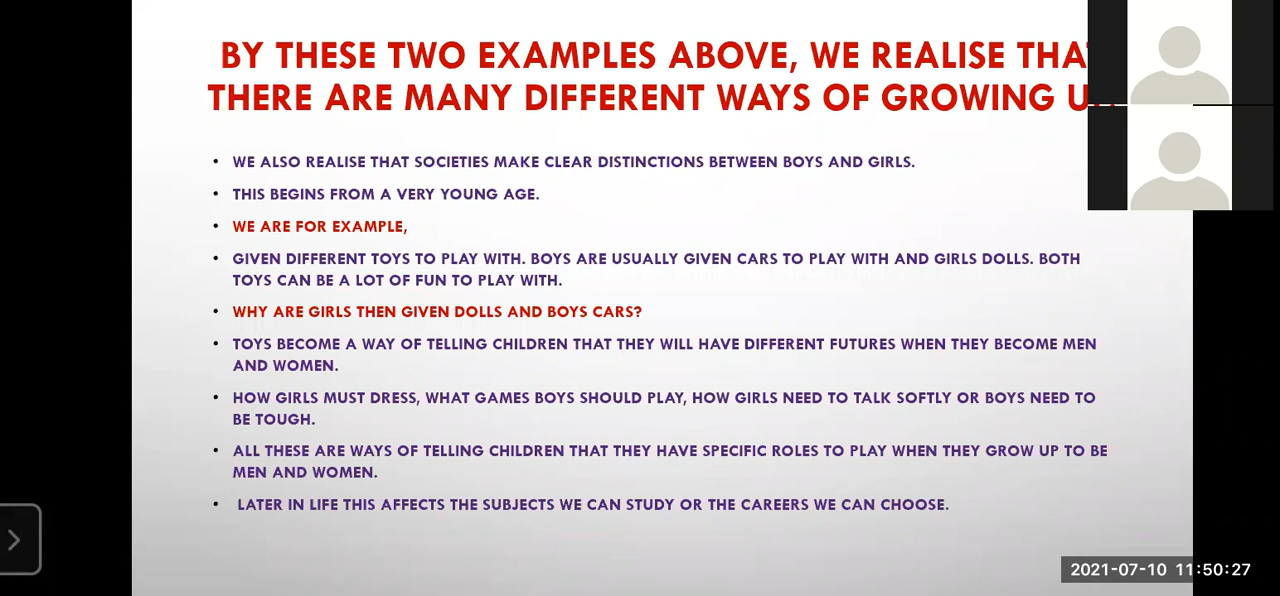 BY THESE TWO EXAMPLES ABOVE, WE REALISE THAT
THERE ARE MANY DIFFERENT WAYS OF GROWING
• WE ALSO REALISE THAT SOCIETIES MAKE CLEAR DISTINCTIONS BETWEEN BOYS AND GIRLS.
• THIS BEGINS FROM A VERY YOUNG AGE.
• WE ARE FOR EXAMPLE,
• GIVEN DIFFERENT TOYS TO PLAY WITH. BOYS ARE USUALLY GIVEN CARS TO PLAY WITH AND GIRLS DOLLS. BOTH
TOYS CAN BE A LOT OF FUN TO PLAY WITH.
• WHY ARE GIRLS THEN GIVEN DOLLS AND BOYS CARS?
• TOYS BECOME A WAY OF TELLING CHILDREN THAT THEY WILL HAVE DIFFERENT FUTURES WHEN THEY BECOME MEN
AND WOMEN.
• HOW GIRLS MUST DRESS, WHAT GAMES BOYS SHOULD PLAY, HOW GIRLS NEED TO TALK SOFTLY OR BOYS NEED TO
BE TOUGH.
• ALL THESE ARE WAYS OF TELLING CHILDREN THAT THEY HAVE SPECIFIC ROLES TO PLAY WHEN THEY GROW UP TO BE
MEN AND WOMEN.
• LATER IN LIFE THIS AFFECTS THE SUBJECTS WE CAN STUDY OR THE CAREERS WE CAN CHOOSE.
2021-07-10 11:50:27